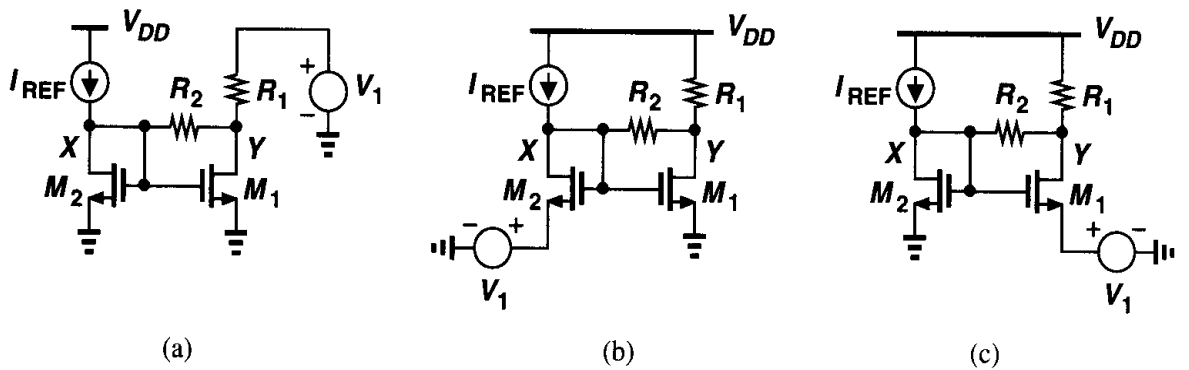 V_DD
I_REF
R_2
R_1
+
−
V_1
X
Y
M_2
M_1
(a)
V_DD
I_REF
R_2
R_1
X
Y
M_2
M_1
− +
V_1
(b)
V_DD
I_REF
R_2
R_1
X
Y
M_2
M_1
+ −
V_1
(c)